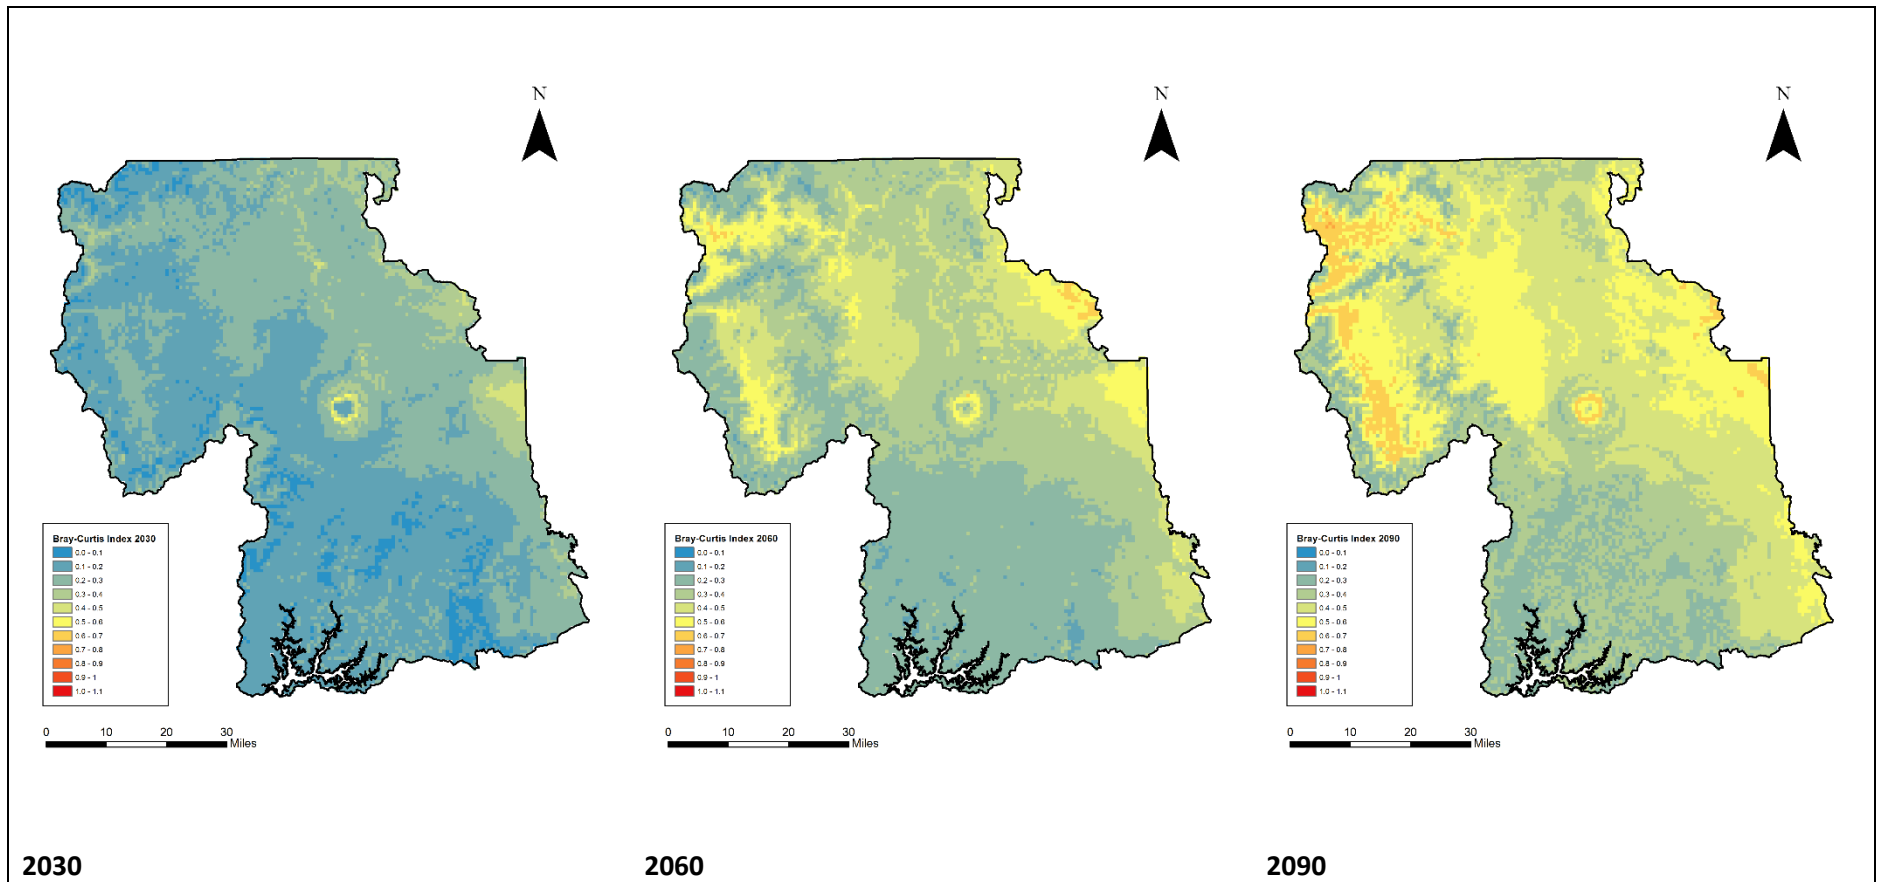 N
N
N
Bray-Curtis Index 2030
0.0 - 0.1
0.1 - 0.2
0.2 - 0.3
0.3 - 0.4
0.4 - 0.5
0.5 - 0.6
0.6 - 0.7
0.7 - 0.8
0.8 - 0.9
0.9 - 1
1.0 - 1.1
0 10 20 30 Miles
2030
Bray-Curtis Index 2060
0.0 - 0.1
0.1 - 0.2
0.2 - 0.3
0.3 - 0.4
0.4 - 0.5
0.5 - 0.6
0.6 - 0.7
0.7 - 0.8
0.8 - 0.9
0.9 - 1
1.0 - 1.1
0 10 20 30 Miles
2060
Bray-Curtis Index 2090
0.0 - 0.1
0.1 - 0.2
0.2 - 0.3
0.3 - 0.4
0.4 - 0.5
0.5 - 0.6
0.6 - 0.7
0.7 - 0.8
0.8 - 0.9
0.9 - 1
1.0 - 1.1
0 10 20 30 Miles
2090